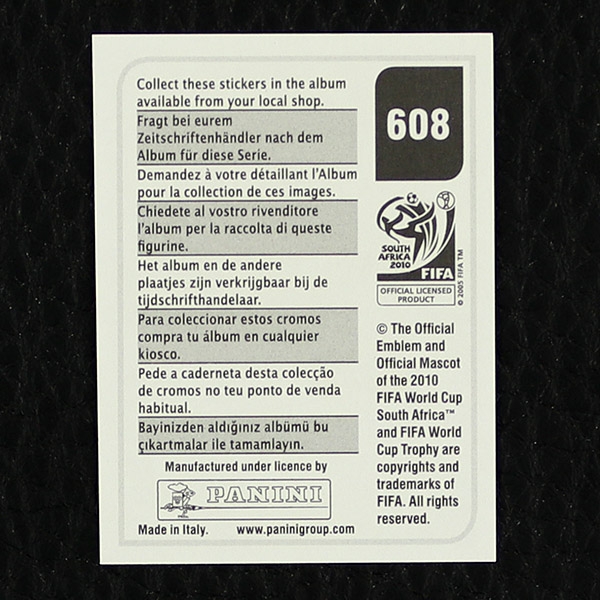 Collect these stickers in the album
available from your local shop.
Fragt bei eurem
Zeitschriftenhändler nach dem
Album für diese Serie.
Demandez à votre détaillant l'Album
pour la collection de ces images.
Chiedete al vostro rivenditore
l'album per la raccolta di queste
figurine.
Het album en de andere
plaatjes zijn verkrijgbaar bij de
tijdschrifthandelaar.
Para coleccionar estos cromos
compra tu álbum en cualquier
kiosco.
Pede a caderneta desta colecção
de cromos no teu ponto de venda
habitual.
Bayinizden aldığınız albümü bu
çıkartmalar ile tamamlayın.
Manufactured under licence by
PANINI
Made in Italy. www.paninigroup.com
608
SOUTH
AFRICA
2010
FIFA
OFFICIAL LICENSED
PRODUCT
© 2005 FIFA TM
© The Official
Emblem and
Official Mascot
of the 2010
FIFA World Cup
South Africa™
and FIFA World
Cup Trophy are
copyrights and
trademarks of
FIFA. All rights
reserved.